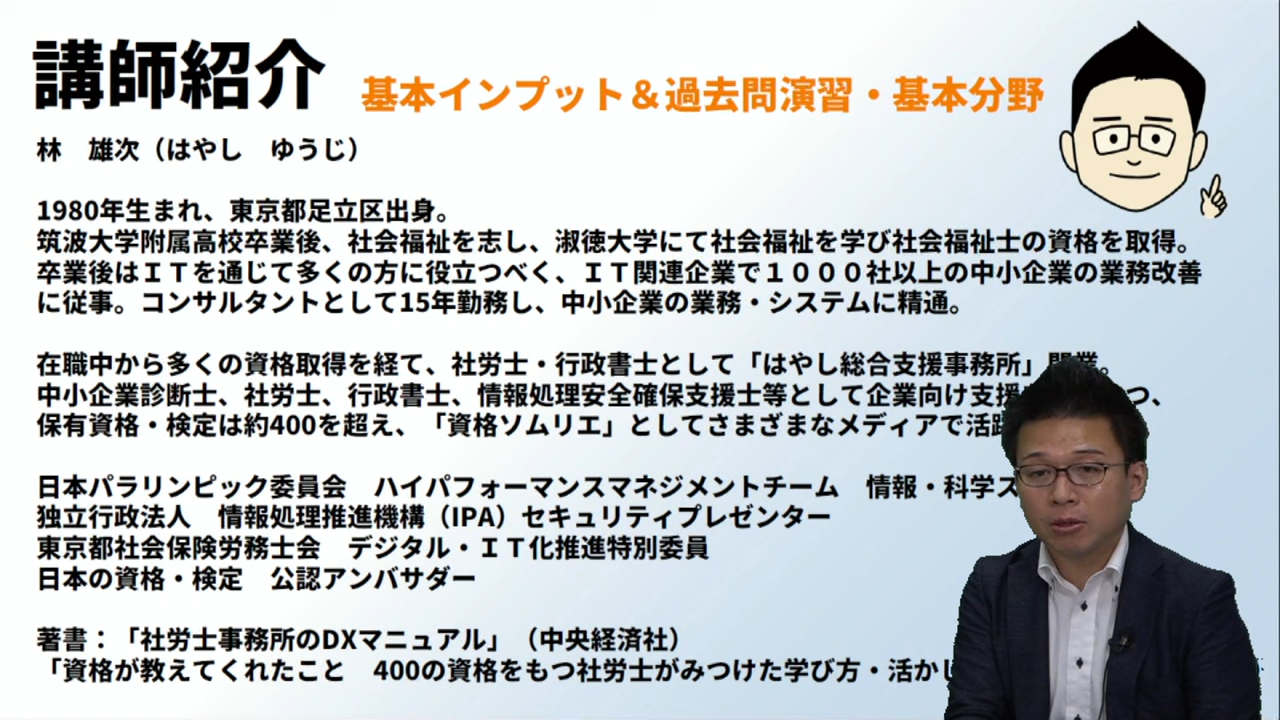 講師紹介
基本インプット＆過去問演習・基本分野
林　雄次（はやし　ゆうじ）
1980年生まれ、東京都足立区出身。
筑波大学附属高校卒業後、社会福祉を志し、淑徳大学にて社会福祉を学び社会福祉士の資格を取得。
卒業後はＩＴを通じて多くの方に役立つべく、ＩＴ関連企業で１０００社以上の中小企業の業務改善
に従事。コンサルタントとして15年勤務し、中小企業の業務・システムに精通。
在職中から多くの資格取得を経て、社労士・行政書士として「はやし総合支援事務所」開業。
中小企業診断士、社労士、行政書士、情報処理安全確保支援士等として企業向け支援
つ、
保有資格・検定は約400を超え、「資格ソムリエ」としてさまざまなメディアで活躍
日本パラリンピック委員会　ハイパフォーマンスマネジメントチーム　情報・科学ス
独立行政法人　情報処理推進機構（IPA）セキュリティプレゼンター
東京都社会保険労務士会　デジタル・ＩＴ化推進特別委員
日本の資格・検定　公認アンバサダー
著書：「社労士事務所のDXマニュアル」（中央経済社）
「資格が教えてくれたこと　400の資格をもつ社労士がみつけた学び方・活かし